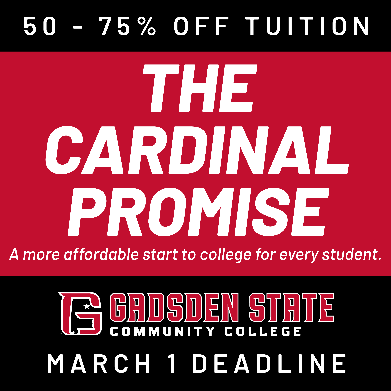 50 - 75% OFF TUITION
THE
CARDINAL
PROMISE
A more affordable start to college for every student.
GADSDEN STATE
COMMUNITY COLLEGE
MARCH 1 DEADLINE